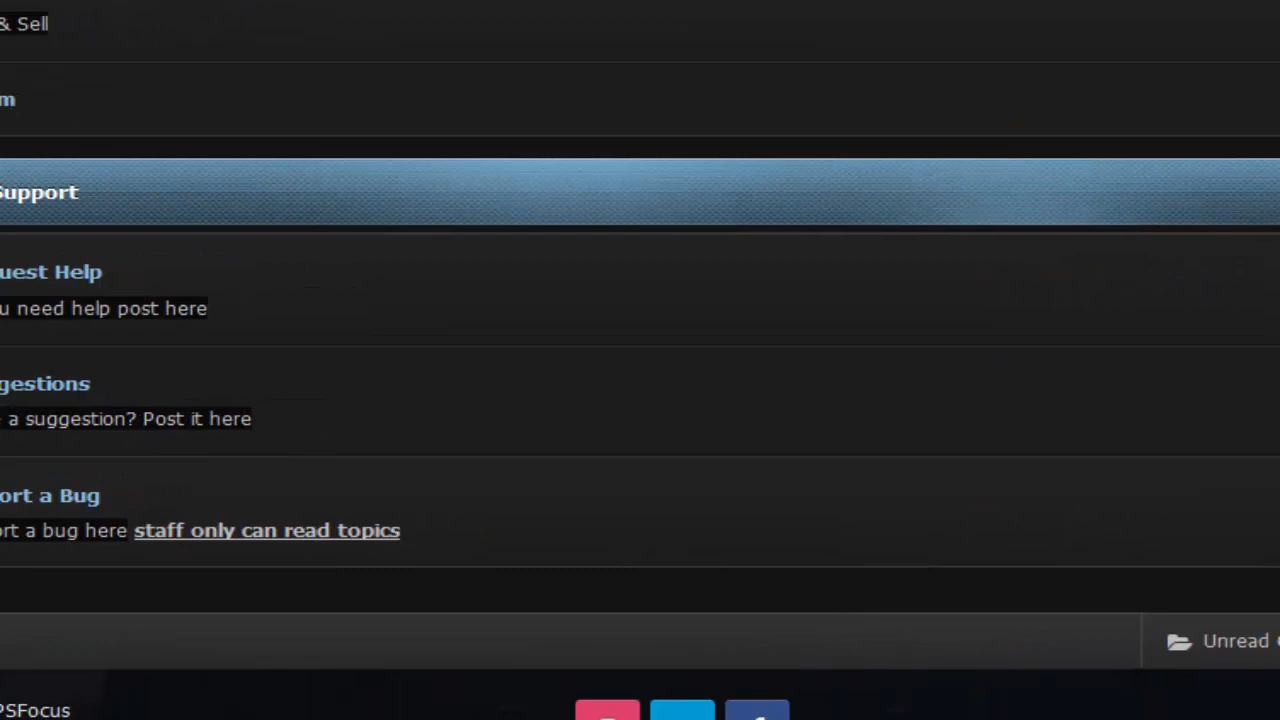 & Sell
m
Support
uest Help
u need help post here
gestions
a suggestion? Post it here
ort a Bug
ort a bug here staff only can read topics
Unread
PSFocus